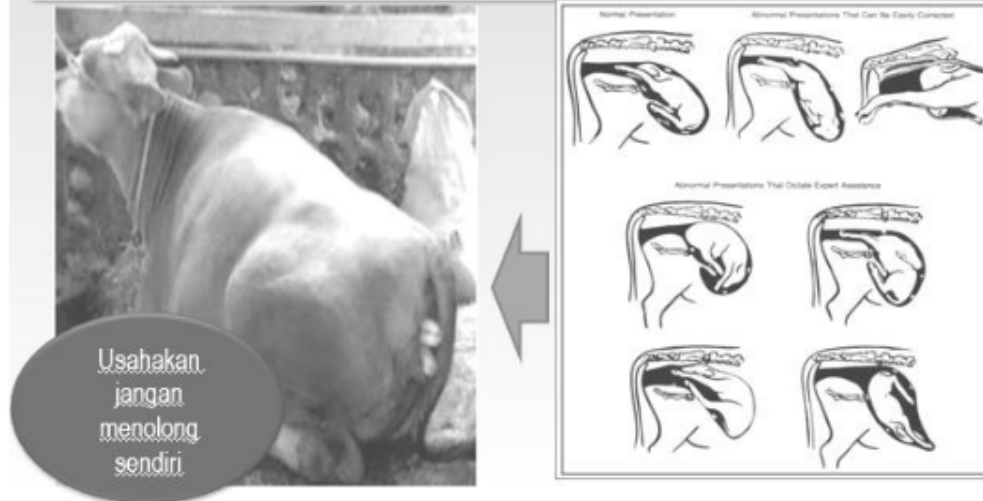 Normal Presentation
Abnormal Presentations That Can Be Easily Corrected
Abnormal Presentations That Dictate Expert Assistance
Usahakan
jangan
menolong
sendiri